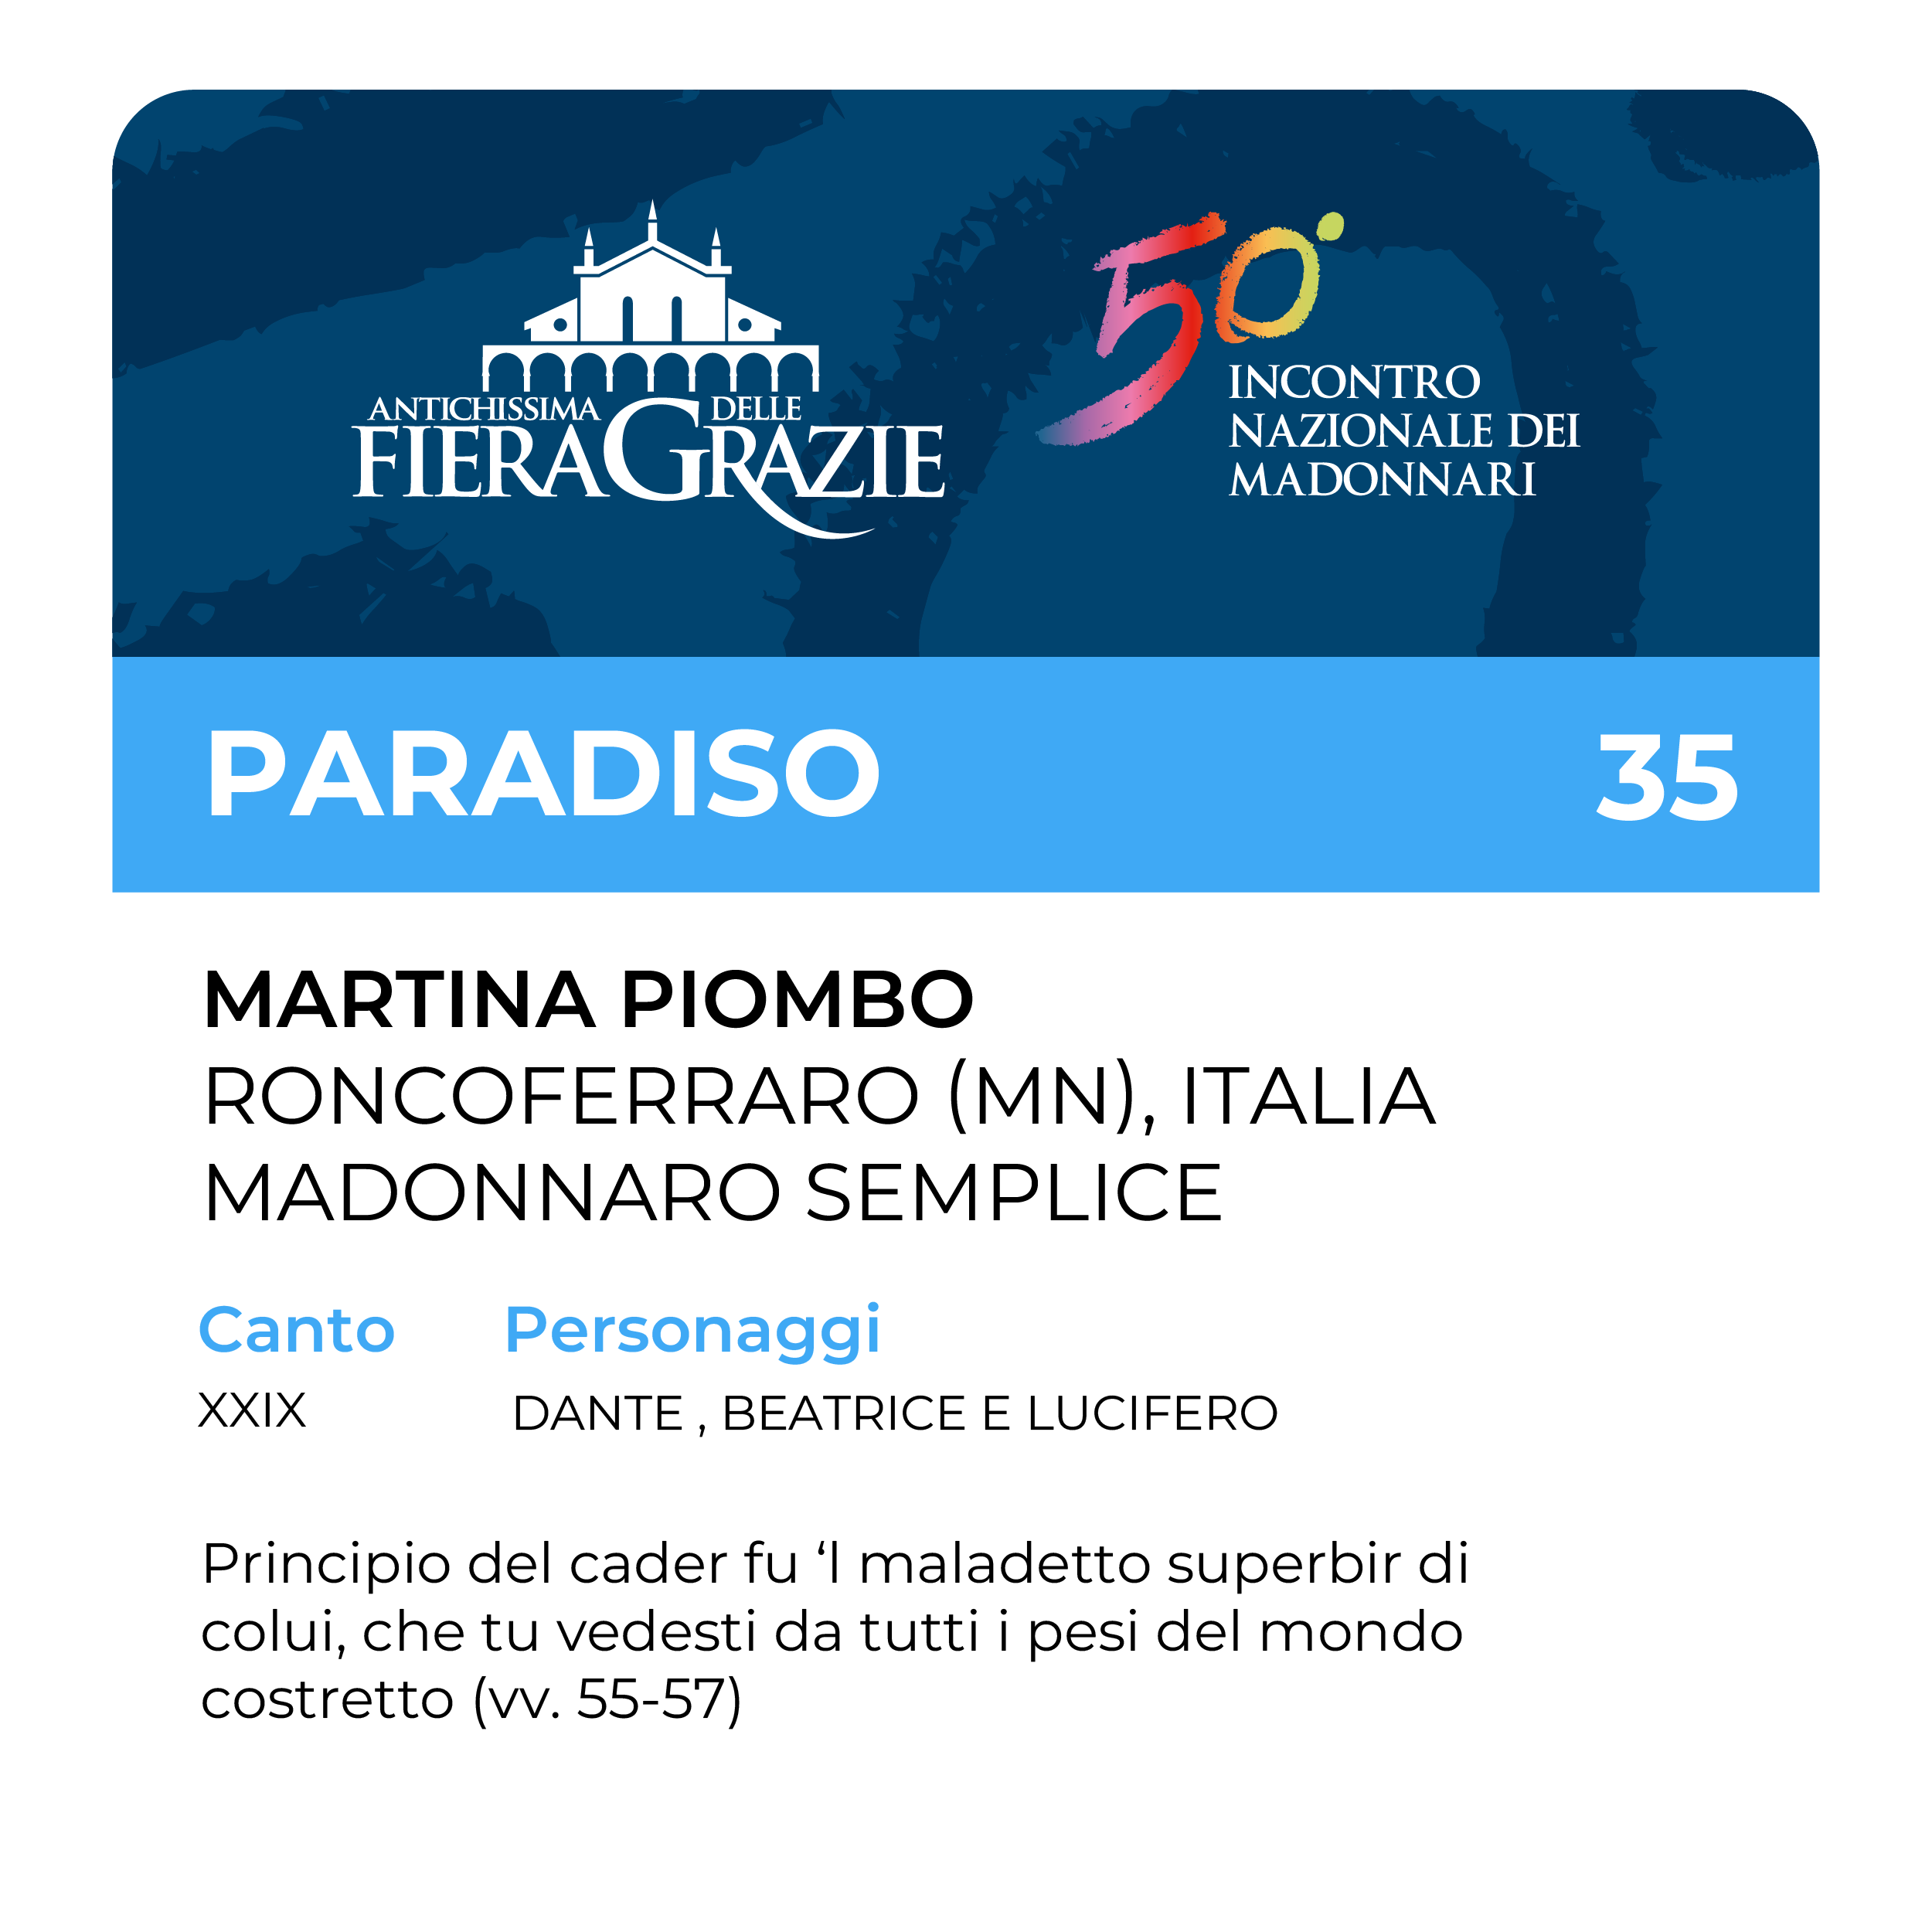 ANTICHISSIMA DELLE
FIERAGRAZIE
50°
INCONTRO
NAZIONALE DEI
MADONNARI
PARADISO 35
MARTINA PIOMBO
RONCOFERRARO (MN), ITALIA
MADONNARO SEMPLICE
Canto Personaggi
XXIX DANTE , BEATRICE E LUCIFERO
Principio del cader fu ‘l maladetto superbir di
colui, che tu vedesti da tutti i pesi del mondo
costretto (vv. 55-57)